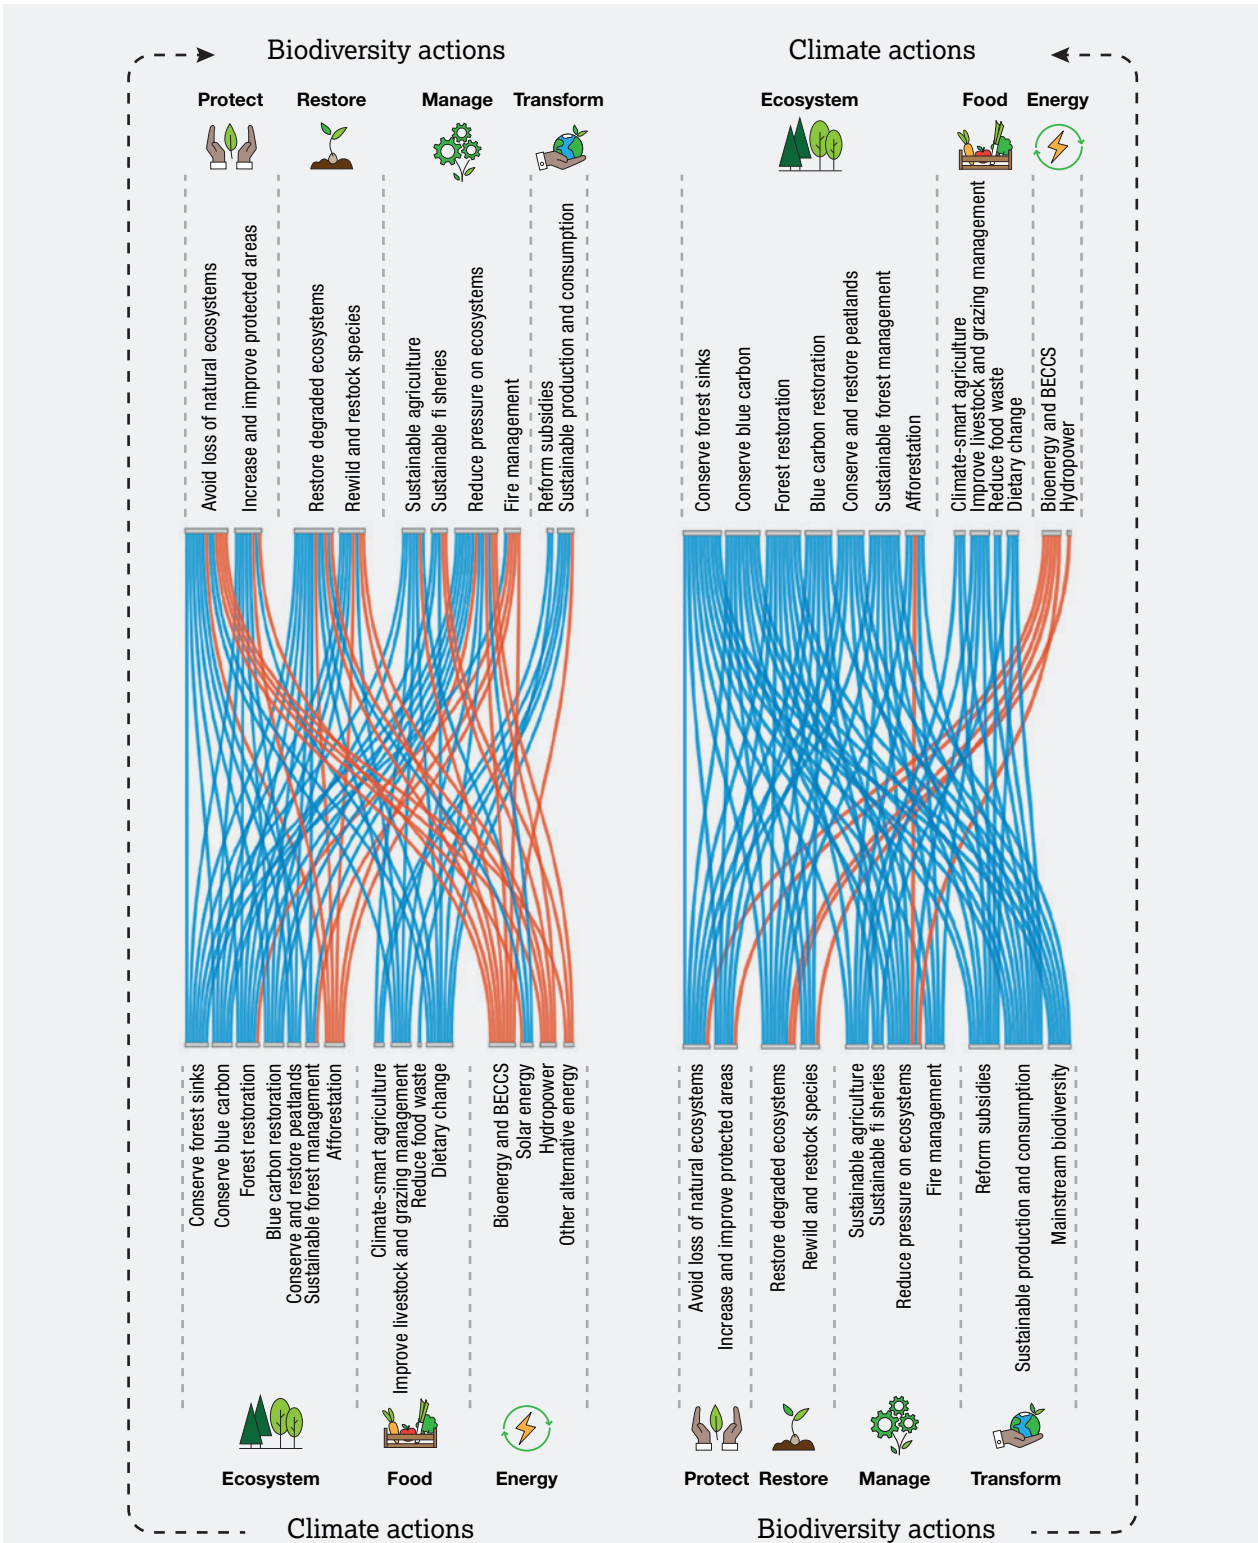 Biodiversity actions
Climate actions
Protect
Restore
Manage
Transform
Ecosystem
Food
Energy
Avoid loss of natural ecosystems
Increase and improve protected areas
Restore degraded ecosystems
Rewild and restock species
Sustainable agriculture
Sustainable fi sheries
Reduce pressure on ecosystems
Fire management
Reform subsidies
Sustainable production and consumption
Conserve forest sinks
Conserve blue carbon
Forest restoration
Blue carbon restoration
Conserve and restore peatlands
Sustainable forest management
Afforestation
Climate-smart agriculture
Improve livestock and grazing management
Reduce food waste
Dietary change
Bioenergy and BECCS
Hydropower
Conserve forest sinks
Conserve blue carbon
Forest restoration
Blue carbon restoration
Conserve and restore peatlands
Sustainable forest management
Afforestation
Climate-smart agriculture
Improve livestock and grazing management
Reduce food waste
Dietary change
Bioenergy and BECCS
Solar energy
Hydropower
Other alternative energy
Avoid loss of natural ecosystems
Increase and improve protected areas
Restore degraded ecosystems
Rewild and restock species
Sustainable agriculture
Sustainable fi sheries
Reduce pressure on ecosystems
Fire management
Reform subsidies
Sustainable production and consumption
Mainstream biodiversity
Ecosystem
Food
Energy
Protect
Restore
Manage
Transform
Climate actions
Biodiversity actions